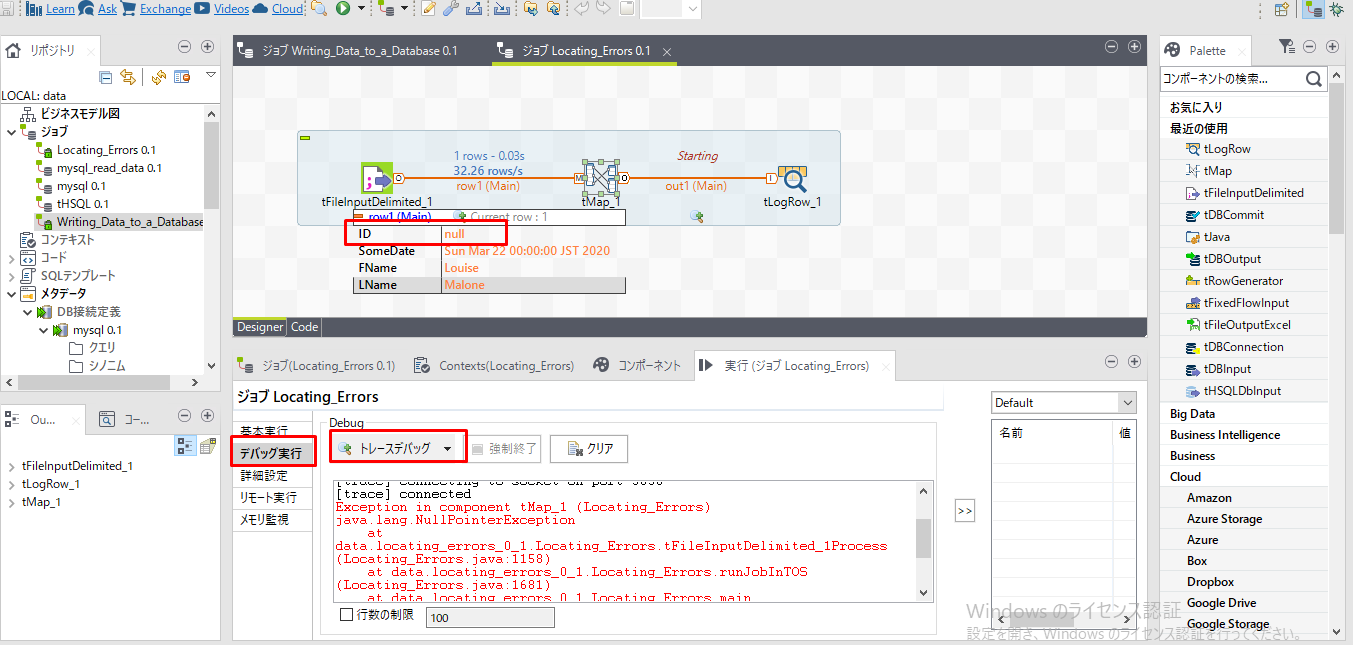 Learn Ask Exchange Videos Cloud
リポジトリ
LOCAL: data
ビジネスモデル図
ジョブ
Locating_Errors 0.1
mysql_read_data 0.1
mysql 0.1
tHSQL 0.1
Writing_Data_to_a_Database
コンテキスト
コード
SQLテンプレート
メタデータ
DB接続定義
mysql 0.1
クエリ
シノニム
Ou...
コー...
tFileInputDelimited_1
tLogRow_1
tMap_1
ジョブ Writing_Data_to_a_Database 0.1
ジョブ Locating_Errors 0.1
1 rows - 0.03s
32.26 rows/s
row1 (Main)
Starting
out1 (Main)
tFileInputDelimited_1
tMap_1
tLogRow_1
row1 (Main)
Current row : 1
ID null
SomeDate Sun Mar 22 00:00:00 JST 2020
FName Louise
LName Malone
Designer Code
ジョブ(Locating_Errors 0.1)
Contexts(Locating_Errors)
コンポーネント
実行 (ジョブ Locating_Errors)
ジョブ Locating_Errors
基本実行
デバッグ実行
詳細設定
リモート実行
メモリ監視
Debug
トレースデバッグ
強制終了
クリア
[trace] connecting to socket on port
[trace] connected
Exception in component tMap_1 (Locating_Errors)
java.lang.NullPointerException
at
data.locating_errors_0_1.Locating_Errors.tFileInputDelimited_1Process
(Locating_Errors.java:1158)
at data.locating_errors_0_1.Locating_Errors.runJobInTOS
(Locating_Errors.java:1681)
at data.locating_errors_0_1.Locating_Errors.main
行数の制限
100
>>
Default
名前
値
Palette
コンポーネントの検索...
お気に入り
最近の使用
tLogRow
tMap
tFileInputDelimited
tDBCommit
tJava
tDBOutput
tRowGenerator
tFixedFlowInput
tFileOutputExcel
tDBConnection
tDBInput
tHSQLDbInput
Big Data
Business Intelligence
Business
Cloud
Amazon
Azure Storage
Azure
Box
Dropbox
Google Drive
Google Storage
Windows のライセンス認証
設定を開き、Windows のライセンス認証を行ってください。